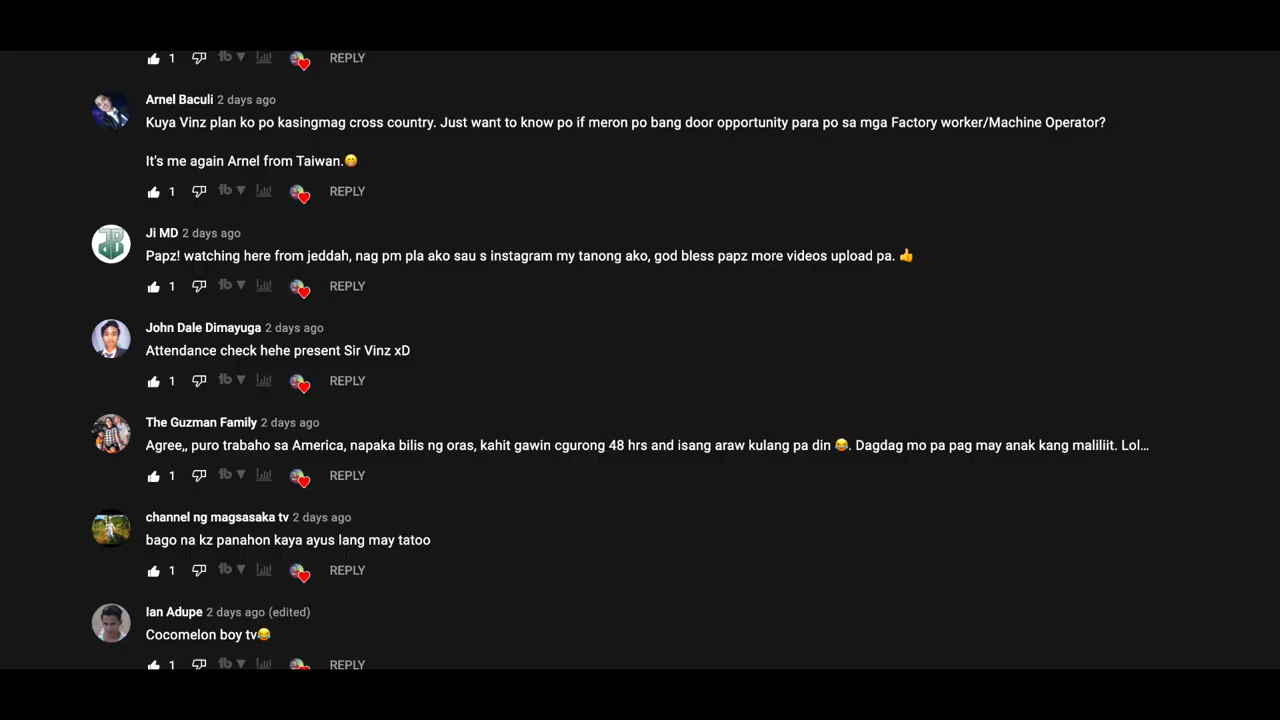 1 REPLY
Arnel Baculi 2 days ago
Kuya Vinz plan ko po kasingmag cross country. Just want to know po if meron po bang door opportunity para po sa mga Factory worker/Machine Operator?
It's me again Arnel from Taiwan.😁
1 tb REPLY
Ji MD 2 days ago
Papz! watching here from jeddah, nag pm pla ako sau s instagram my tanong ako, god bless papz more videos upload pa. 👍
1 tb REPLY
John Dale Dimayuga 2 days ago
Attendance check hehe present Sir Vinz xD
1 tb REPLY
The Guzman Family 2 days ago
Agree,, puro trabaho sa America, napaka bilis ng oras, kahit gawin cgurong 48 hrs and isang araw kulang pa din 😂. Dagdag mo pa pag may anak kang maliliit. Lol...
1 tb REPLY
channel ng magsasaka tv 2 days ago
bago na kz panahon kaya ayus lang may tatoo
1 tb REPLY
Ian Adupe 2 days ago (edited)
Cocomelon boy tv😂
1 tb REPLY